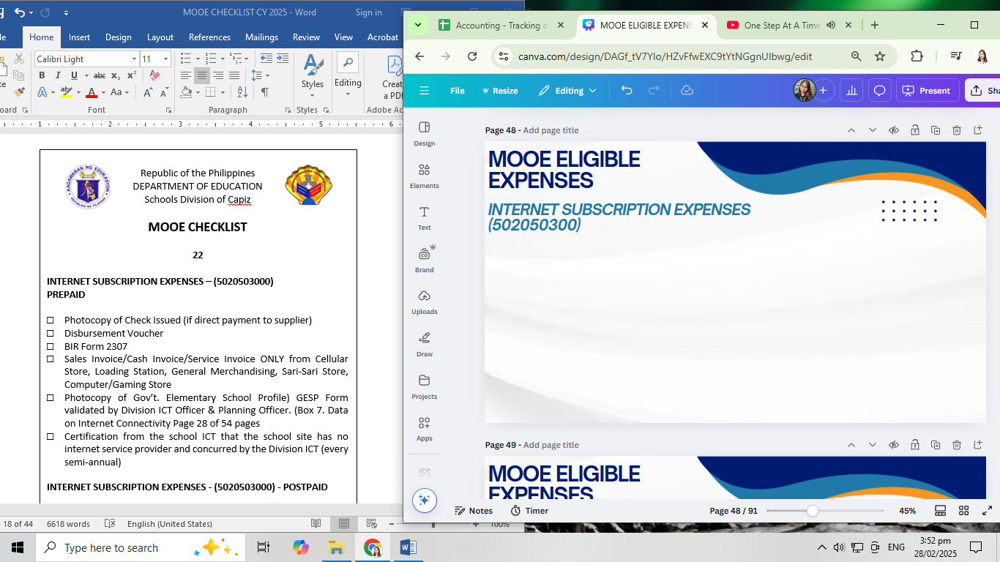 MOOE CHECKLIST CY 2025 - Word
Sign in
Home
Insert
Design
Layout
References
Mailings
Review
View
Acrobat
Calibri Light
11
Styles
Editing
Font
Paragraph
Styles
1
2
3
4
5
6
Republic of the Philippines
DEPARTMENT OF EDUCATION
Schools Division of Capiz
MOOE CHECKLIST
22
INTERNET SUBSCRIPTION EXPENSES – (5020503000)
PREPAID
☐ Photocopy of Check Issued (if direct payment to supplier)
☐ Disbursement Voucher
☐ BIR Form 2307
☐ Sales Invoice/Cash Invoice/Service Invoice ONLY from Cellular
Store, Loading Station, General Merchandising, Sari-Sari Store,
Computer/Gaming Store
☐ Photocopy of Gov’t. Elementary School Profile) GESP Form
validated by Division ICT Officer & Planning Officer. (Box 7. Data
on Internet Connectivity Page 28 of 54 pages
☐ Certification from the school ICT that the school site has no
internet service provider and concurred by the Division ICT (every
semi-annual)
INTERNET SUBSCRIPTION EXPENSES - (5020503000) - POSTPAID
18 of 44
6618 words
English (United States)
100%
Accounting - Tracking
MOOE ELIGIBLE EXPENS
One Step At A Time
canva.com/design/DAGf_tV7YIo/HZvFfwEXC9tYtNGgnUIbwg/edit
File
Resize
Editing
Present
Sha
Design
Elements
Text
Brand
Uploads
Draw
Projects
Apps
Page 48 - Add page title
MOOE ELIGIBLE
EXPENSES
INTERNET SUBSCRIPTION EXPENSES
(502050300)
Page 49 - Add page title
MOOE ELIGIBLE
EXPENSES
Notes
Timer
Page 48 / 91
45%
Type here to search
ENG
3:52 pm
28/02/2025